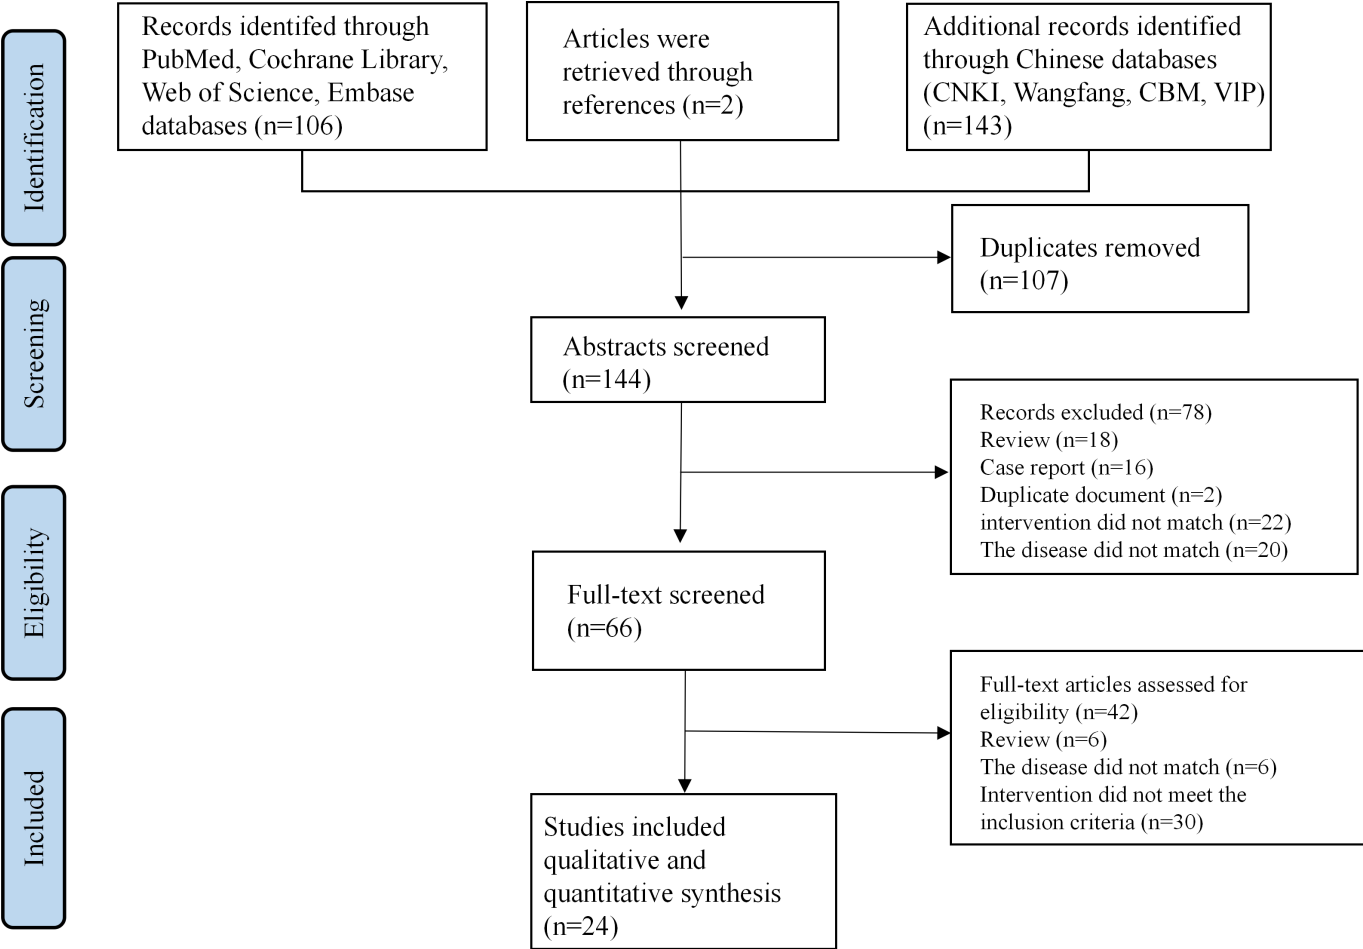 Identification
Records identifed through
PubMed, Cochrane Library,
Web of Science, Embase
databases (n=106)
Articles were
retrieved through
references (n=2)
Additional records identified
through Chinese databases
(CNKI, Wangfang, CBM, VIP)
(n=143)
Duplicates removed
(n=107)
Screening
Abstracts screened
(n=144)
Records excluded (n=78)
Review (n=18)
Case report (n=16)
Duplicate document (n=2)
intervention did not match (n=22)
The disease did not match (n=20)
Eligibility
Full-text screened
(n=66)
Full-text articles assessed for
eligibility (n=42)
Review (n=6)
The disease did not match (n=6)
Intervention did not meet the
inclusion criteria (n=30)
Included
Studies included
qualitative and
quantitative synthesis
(n=24)